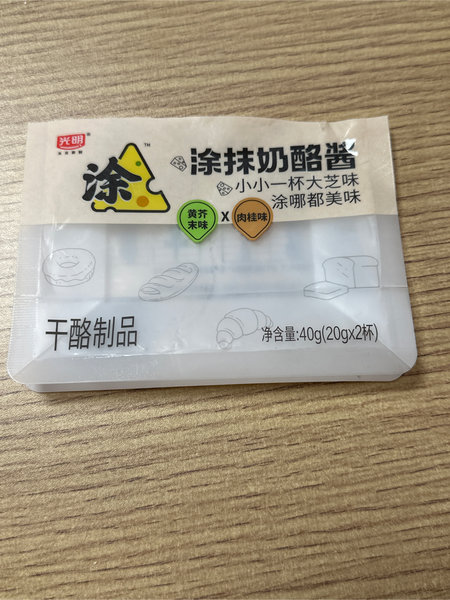 光明
涂
TM
涂抹奶酪酱
小小一杯大芝味
涂哪都美味
黄芥
末味
X
肉桂味
干酪制品
净含量:40g(20gx2杯)